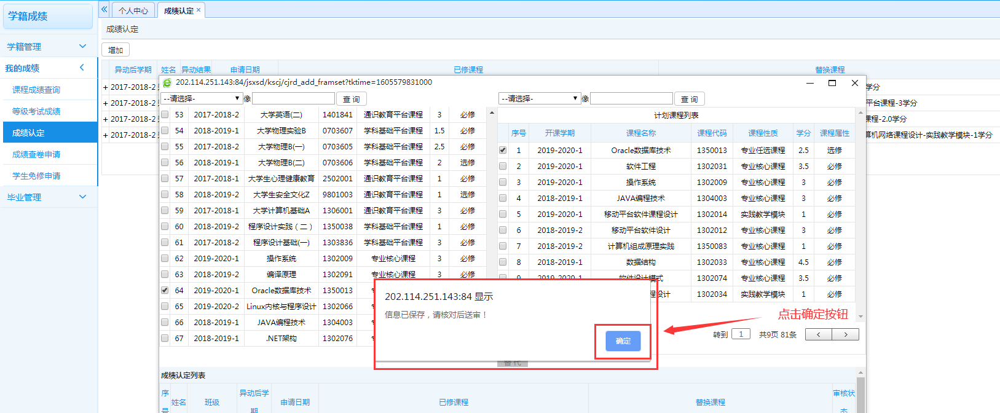 学籍成绩
学籍管理
我的成绩
课程成绩查询
等级考试成绩
成绩认定
成绩查卷申请
学生免修申请
毕业管理
个人中心 成绩认定 ×
成绩认定
增加
异动后学期 姓名 异动结果 申请日期 已修课程 替换课程
+ 2017-2018-2
+ 2017-2018-2
+ 2017-2018-2
+ 2017-2018-2
学分
平台课程-3学分
课程-2.0学分
算机网络课程设计-实践教学模块-1学分
202.114.251.143:84/jsxsd/kscj/cjrd_add_framset?tktime=1605579831000
--请选择- 像 查 询
53 2017-2018-2 大学英语(二) 1401841 通识教育平台课程 3 必修
54 2018-2019-1 大学物理实验B 0703607 学科基础平台课程 1.5 必修
55 2018-2019-2 大学物理B(一) 0703605 学科基础平台课程 2.5 必修
56 2018-2019-1 大学物理B(二) 0703606 学科基础平台课程 2 选修
57 2017-2018-1 大学生心理健康教育 2502001 通识教育平台课程 1 必修
58 2018-2019-2 大学生安全文化Z 9801003 通识教育平台课程 1 选修
59 2017-2018-1 大学计算机基础A 1306001 通识教育平台课程 3 必修
60 2018-2019-2 程序设计实践（二） 1350038 学科基础平台课程 1 必修
61 2017-2018-2 程序设计基础(一) 1303836 学科基础平台课程 3 必修
62 2019-2020-1 操作系统 1302009 专业核心课程 3 必修
63 2018-2019-2 编译原理 1302091 专业核心课程 3 必修
64 2019-2020-1 Oracle数据库技术 1350013
65 2019-2020-2 Linux内核与程序设计 1302066
66 2018-2019-1 JAVA编程技术 1304003
67 2018-2019-1 .NET架构 1302076
--请选择- 像 查 询
计划课程列表
序号 开课学期 课程名称 课程代码 课程性质 学分 课程属性
1 2019-2020-1 Oracle数据库技术 1350013 专业任选课程 2.5 选修
2 2019-2020-1 软件工程 1302031 专业核心课程 3.5 必修
3 2019-2020-1 操作系统 1302009 专业核心课程 3 必修
4 2018-2019-1 JAVA编程技术 1304003 专业核心课程 3 必修
5 2019-2020-1 移动平台软件课程设计 1302014 实践教学模块 1 必修
6 2018-2019-2 移动平台软件设计 1302012 专业核心课程 3 必修
7 2018-2019-2 计算机组成原理实践 1350083 专业核心课程 1 必修
8 2018-2019-1 数据结构 1302033 专业核心课程 4.5 必修
9 2019-2020-1 软件设计模式 1302074 专业核心课程 3.5 必修
程设计 1302034 实践教学模块 1 必修
转到 1 共9页 81条 < >
202.114.251.143:84 显示
信息已保存，请核对后送审！
确定
点击确定按钮
替 代
成绩认定列表
序号 姓名 班级 异动后学期 申请日期 已修课程 替换课程 审核状态